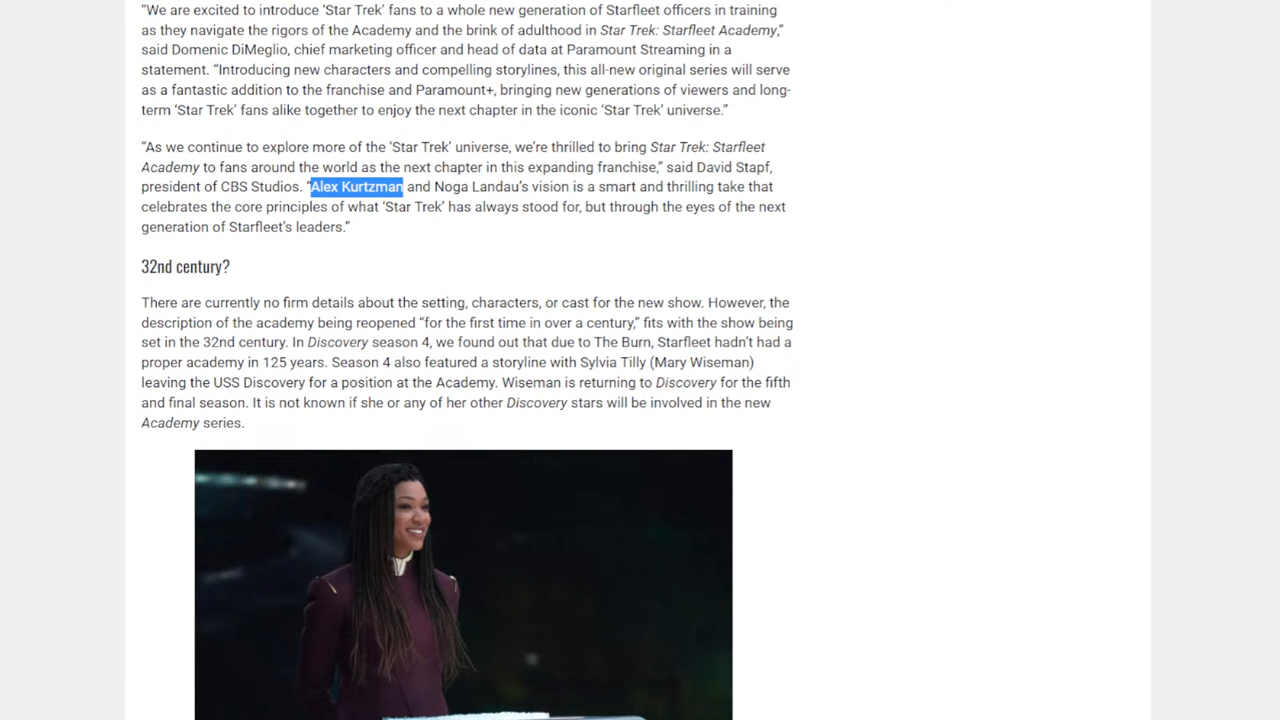 “We are excited to introduce ‘Star Trek’ fans to a whole new generation of Starfleet officers in training
as they navigate the rigors of the Academy and the brink of adulthood in Star Trek: Starfleet Academy,”
said Domenic DiMeglio, chief marketing officer and head of data at Paramount Streaming in a
statement. “Introducing new characters and compelling storylines, this all-new original series will serve
as a fantastic addition to the franchise and Paramount+, bringing new generations of viewers and long-
term ‘Star Trek’ fans alike together to enjoy the next chapter in the iconic ‘Star Trek’ universe.”
“As we continue to explore more of the ‘Star Trek’ universe, we’re thrilled to bring Star Trek: Starfleet
Academy to fans around the world as the next chapter in this expanding franchise,” said David Stapf,
president of CBS Studios. “Alex Kurtzman and Noga Landau’s vision is a smart and thrilling take that
celebrates the core principles of what ‘Star Trek’ has always stood for, but through the eyes of the next
generation of Starfleet’s leaders.”
32nd century?
There are currently no firm details about the setting, characters, or cast for the new show. However, the
description of the academy being reopened “for the first time in over a century,” fits with the show being
set in the 32nd century. In Discovery season 4, we found out that due to The Burn, Starfleet hadn’t had a
proper academy in 125 years. Season 4 also featured a storyline with Sylvia Tilly (Mary Wiseman)
leaving the USS Discovery for a position at the Academy. Wiseman is returning to Discovery for the fifth
and final season. It is not known if she or any of her other Discovery stars will be involved in the new
Academy series.